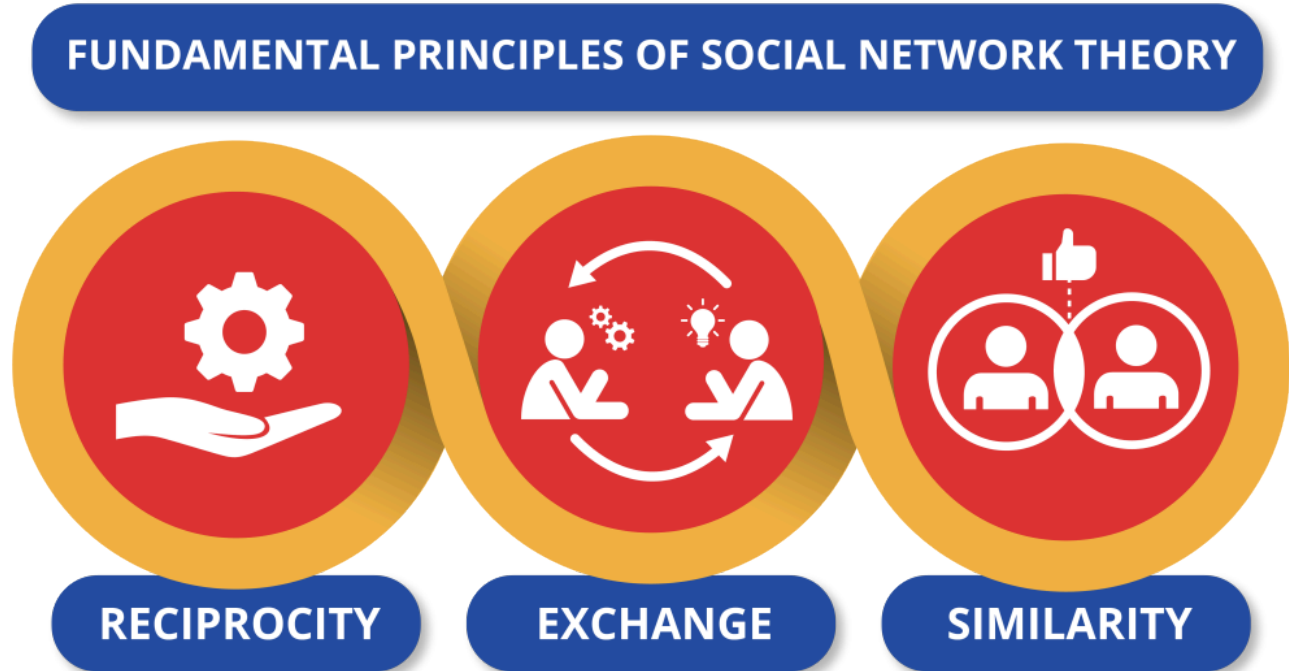 FUNDAMENTAL PRINCIPLES OF SOCIAL NETWORK THEORY
RECIPROCITY
EXCHANGE
SIMILARITY